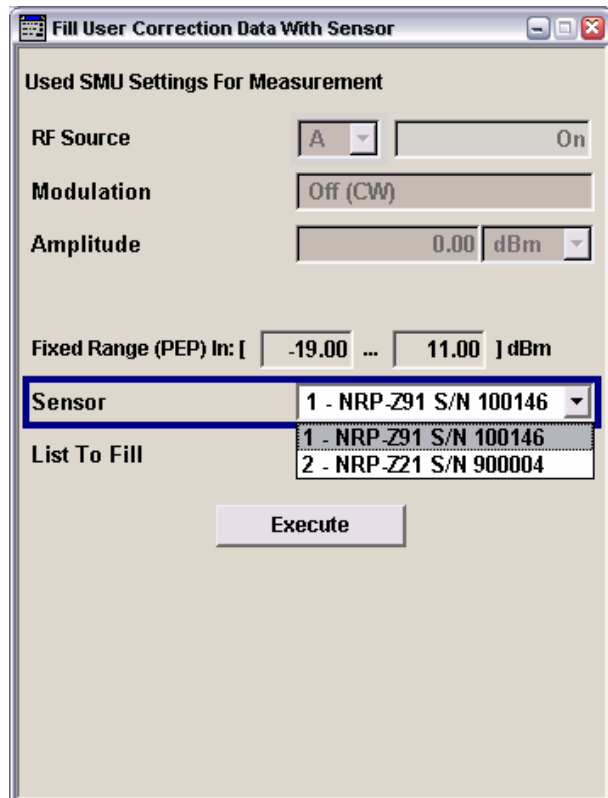 Fill User Correction Data With Sensor
Used SMU Settings For Measurement
RF Source A On
Modulation Off (CW)
Amplitude 0.00 dBm
Fixed Range (PEP) In: [ -19.00 ... 11.00 ] dBm
Sensor 1 - NRP-Z91 S/N 100146
1 - NRP-Z91 S/N 100146
List To Fill
2 - NRP-Z21 S/N 900004
Execute